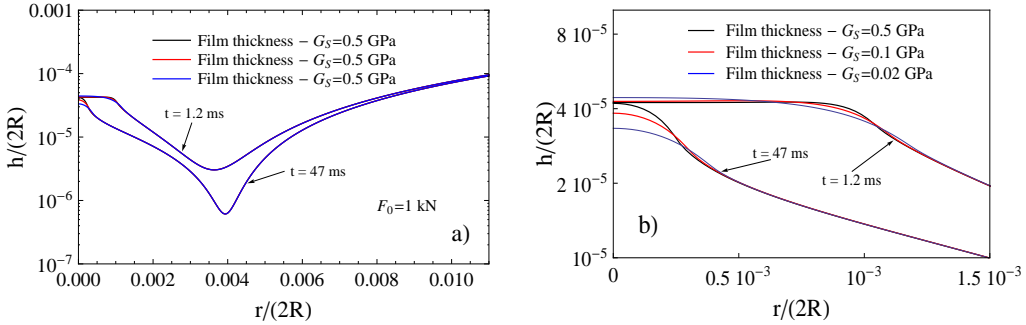 0.001
10⁻⁴
10⁻⁵
10⁻⁶
10⁻⁷
h/(2R)
Film thickness – G_S=0.5 GPa
Film thickness – G_S=0.5 GPa
Film thickness – G_S=0.5 GPa
t = 1.2 ms
t = 47 ms
F₀=1 kN
a)
0.000 0.002 0.004 0.006 0.008 0.010
r/(2R)
8 10⁻⁵
4 10⁻⁵
2 10⁻⁵
1 10⁻⁵
h/(2R)
Film thickness – G_S=0.5 GPa
Film thickness – G_S=0.1 GPa
Film thickness – G_S=0.02 GPa
t = 47 ms
t = 1.2 ms
b)
0 0.5 10⁻³ 10⁻³ 1.5 10⁻³
r/(2R)